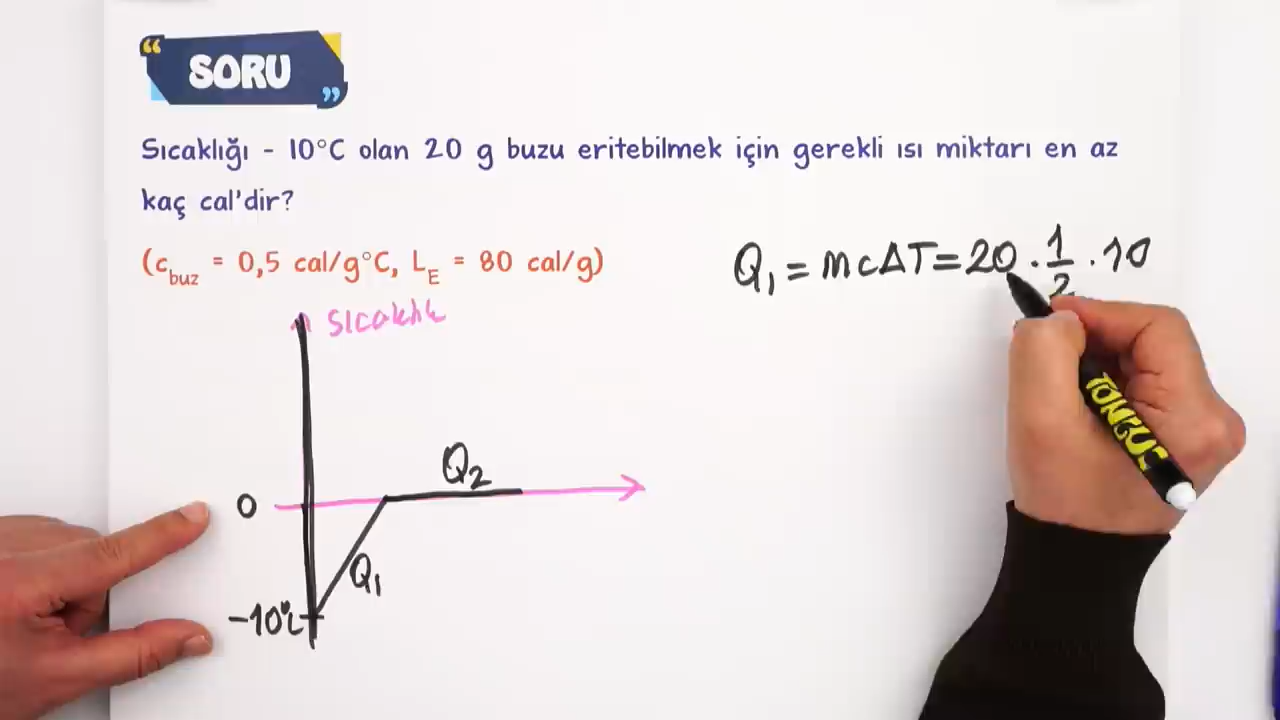 SORU
Sıcaklığı - 10°C olan 20 g buzu eritebilmek için gerekli ısı miktarı en az
kaç cal'dir?
(c_buz = 0,5 cal/g°C, L_E = 80 cal/g)
Q₁ = mcΔT = 20 · 1/2 · 10
sıcaklık
Q₂
0
Q₁
-10°C
TONGUÇ